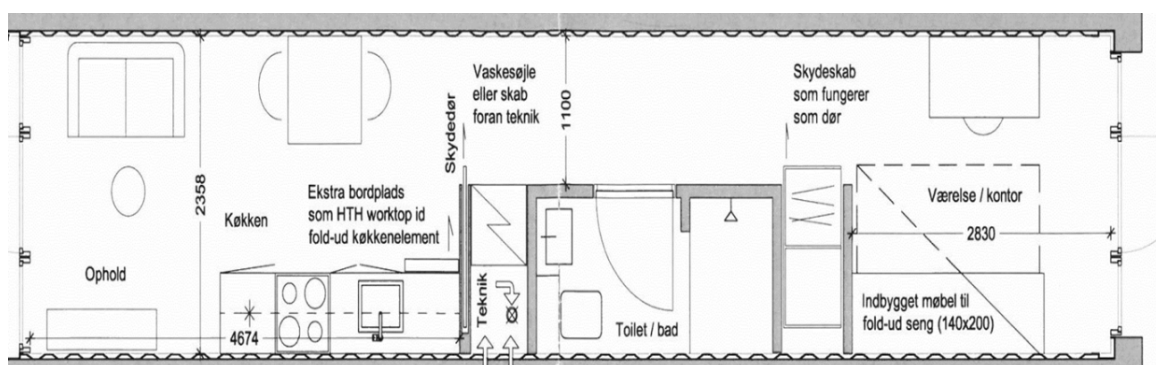 Vaskesøjle
eller skab
foran teknik
Skydedør
1100
Skydeskab
som fungerer
som dør
2358
Køkken
Ekstra bordplads
som HTH worktop id
fold-ud køkkenelement
Værelse / kontor
2830
Ophold
4674
Teknik
Toilet / bad
Indbygget møbel til
fold-ud seng (140x200)